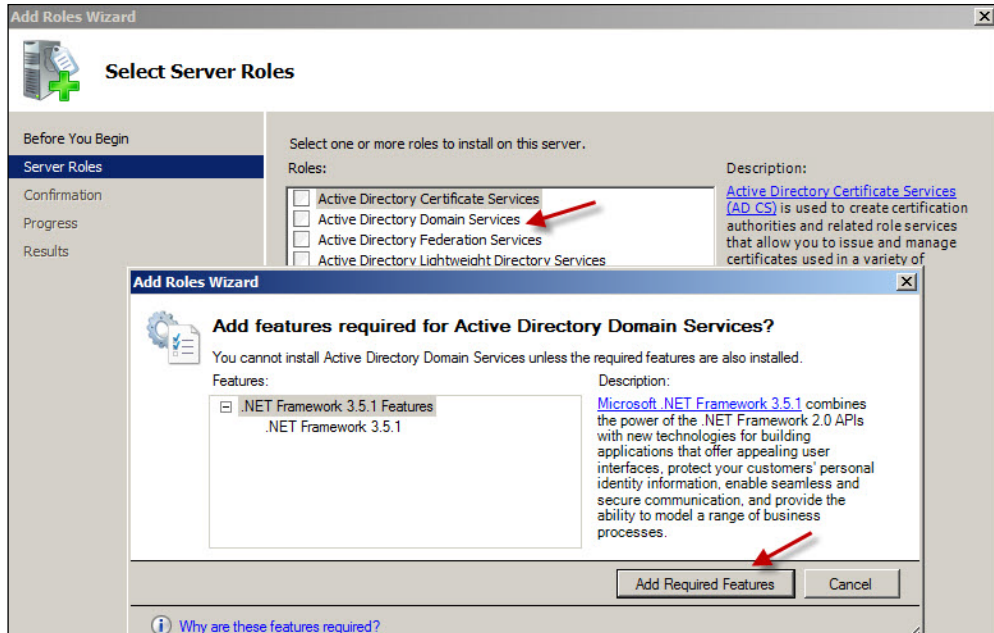 Add Roles Wizard
Select Server Roles
Before You Begin
Server Roles
Confirmation
Progress
Results
Select one or more roles to install on this server.
Roles:
Active Directory Certificate Services
Active Directory Domain Services
Active Directory Federation Services
Active Directory Lightweight Directory Services
Description:
Active Directory Certificate Services
(AD CS) is used to create certification
authorities and related role services
that allow you to issue and manage
certificates used in a variety of
Add Roles Wizard
Add features required for Active Directory Domain Services?
You cannot install Active Directory Domain Services unless the required features are also installed.
Features:
.NET Framework 3.5.1 Features
.NET Framework 3.5.1
Description:
Microsoft .NET Framework 3.5.1 combines
the power of the .NET Framework 2.0 APIs
with new technologies for building
applications that offer appealing user
interfaces, protect your customers' personal
identity information, enable seamless and
secure communication, and provide the
ability to model a range of business
processes.
Add Required Features
Cancel
Why are these features required?